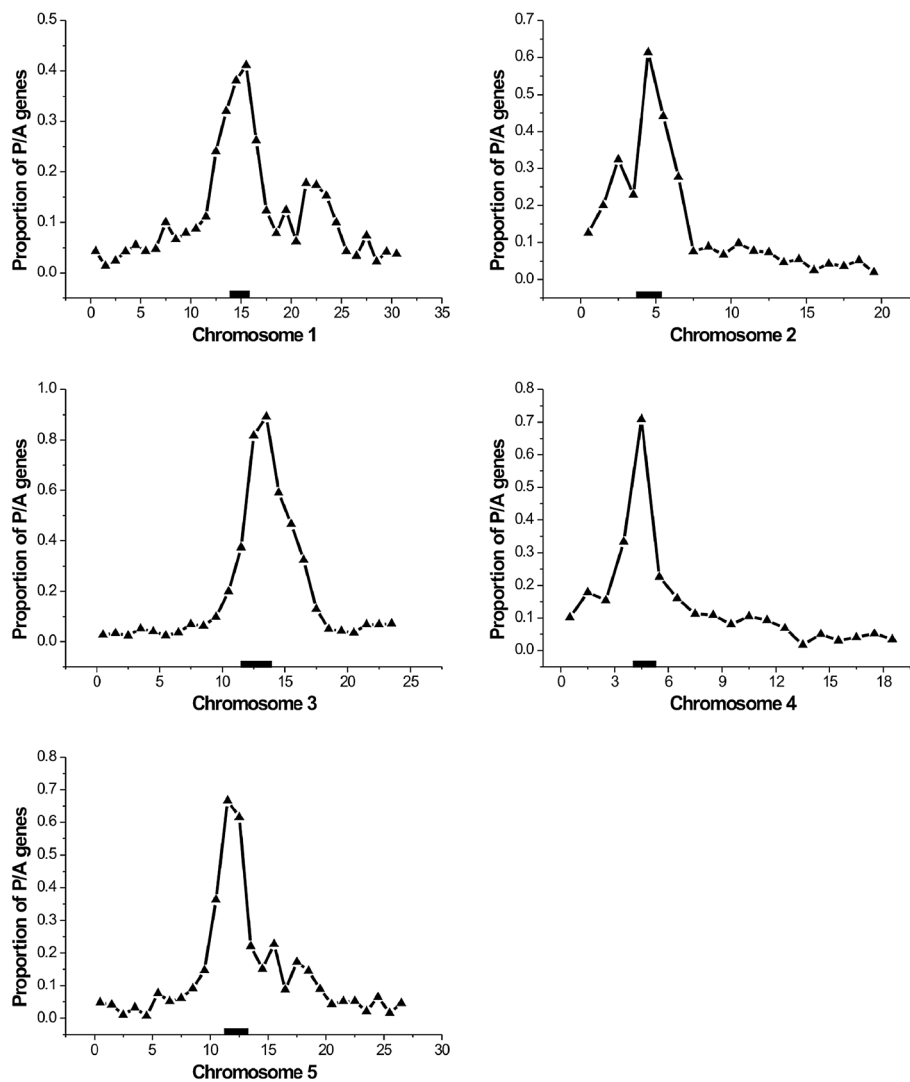 Proportion of P/A genes
0.5
0.4
0.3
0.2
0.1
0.0
0 5 10 15 20 25 30 35
Chromosome 1
Proportion of P/A genes
0.7
0.6
0.5
0.4
0.3
0.2
0.1
0.0
0 5 10 15 20
Chromosome 2
Proportion of P/A genes
1.0
0.8
0.6
0.4
0.2
0.0
0 5 10 15 20 25
Chromosome 3
Proportion of P/A genes
0.8
0.7
0.6
0.5
0.4
0.3
0.2
0.1
0.0
0 3 6 9 12 15 18
Chromosome 4
Proportion of P/A genes
0.8
0.7
0.6
0.5
0.4
0.3
0.2
0.1
0.0
0 5 10 15 20 25 30
Chromosome 5